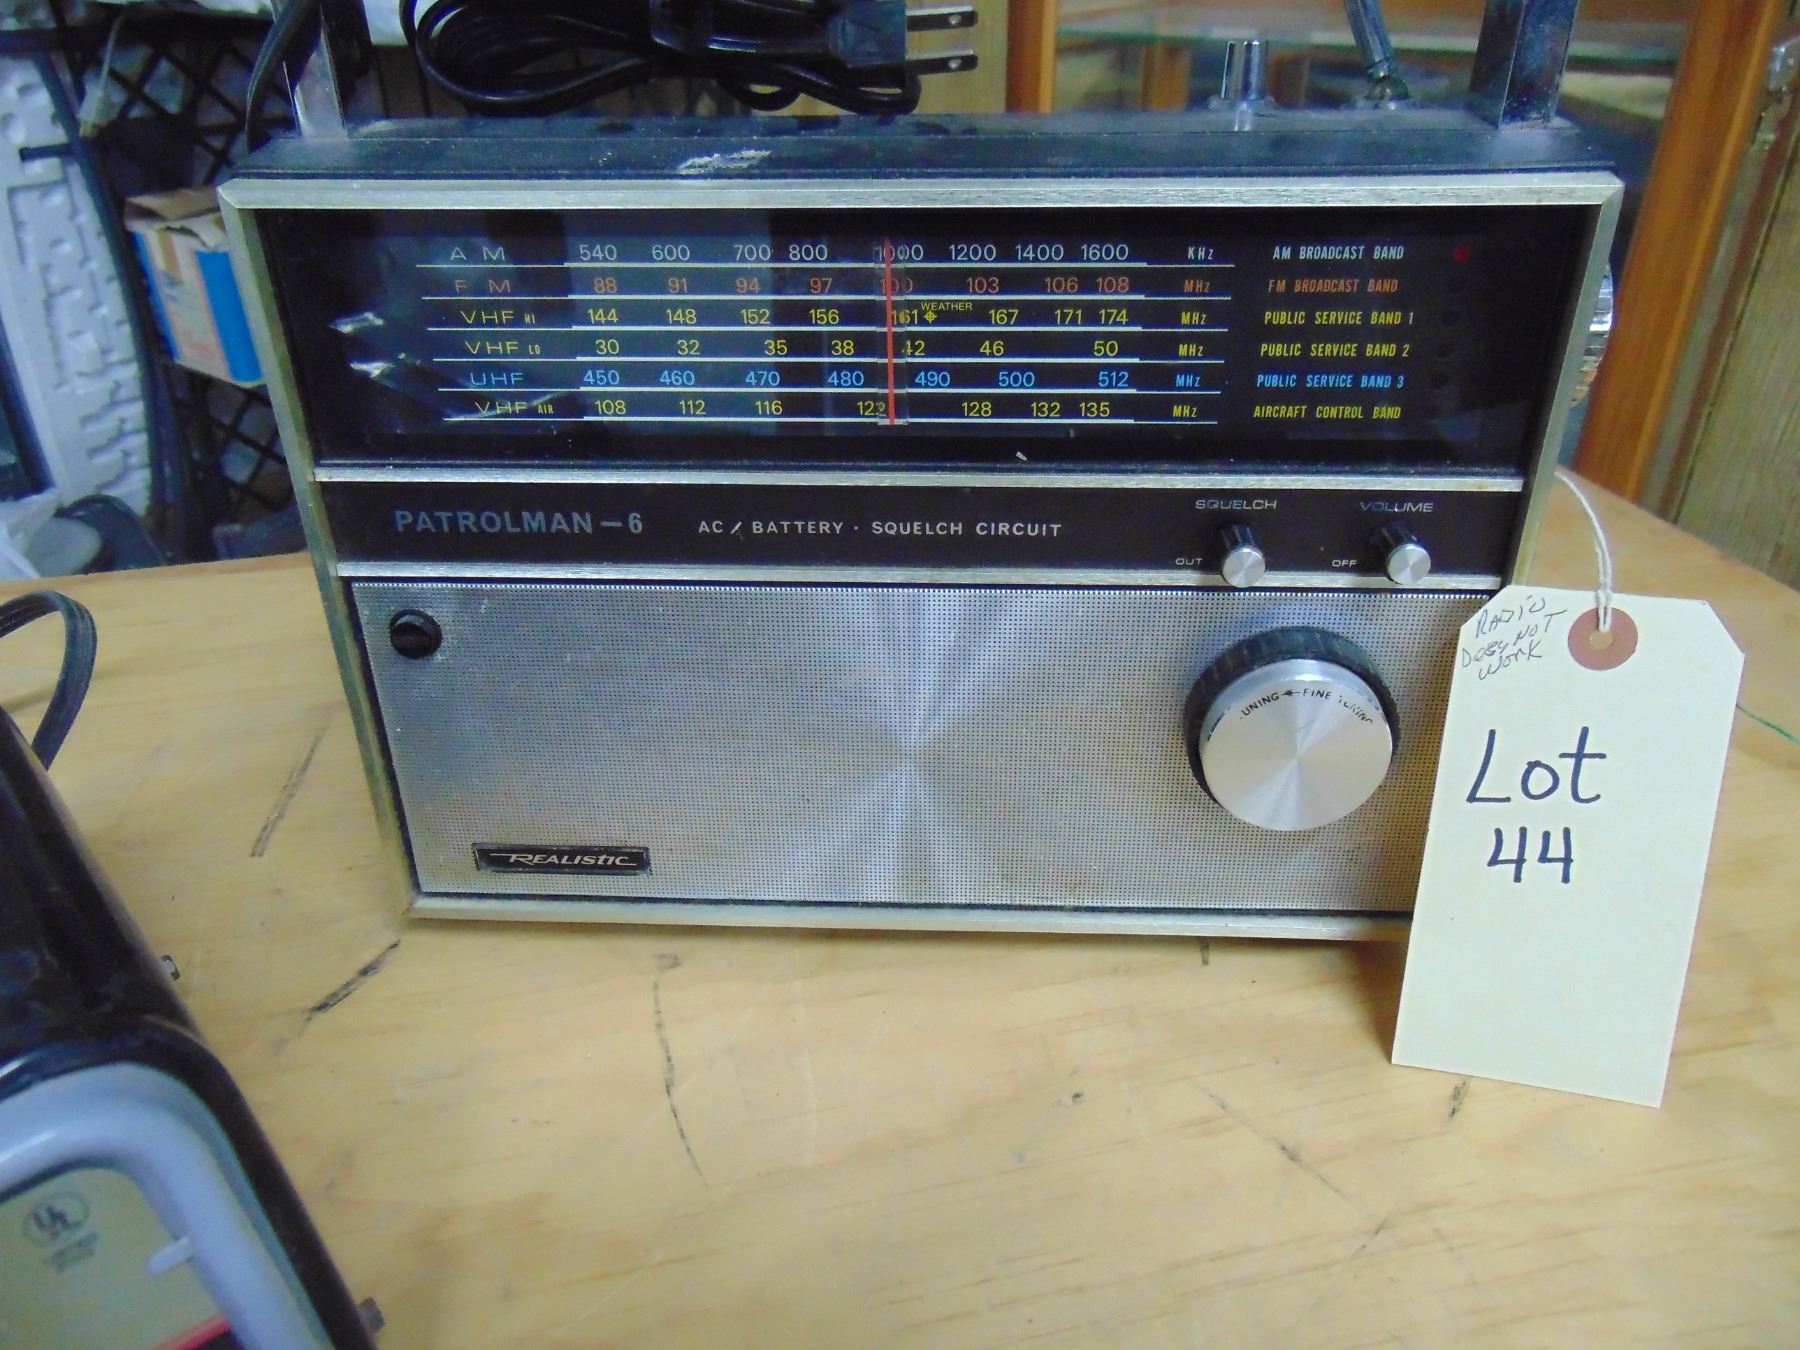 AM 540 600 700 800 1000 1200 1400 1600 KHz AM BROADCAST BAND
FM 88 91 94 97 100 103 106 108 MHz FM BROADCAST BAND
WEATHER
VHF HI 144 148 152 156 161 167 171 174 MHz PUBLIC SERVICE BAND 1
VHF LO 30 32 35 38 42 46 50 MHz PUBLIC SERVICE BAND 2
UHF 450 460 470 480 490 500 512 MHz PUBLIC SERVICE BAND 3
VHF AIR 108 112 116 122 128 132 135 MHz AIRCRAFT CONTROL BAND
SQUELCH VOLUME
PATROLMAN-6 AC/BATTERY · SQUELCH CIRCUIT
OUT OFF
UNING ← FINE TUNING
REALISTIC
RADIO
Does NOT
WORK
Lot
44
UL